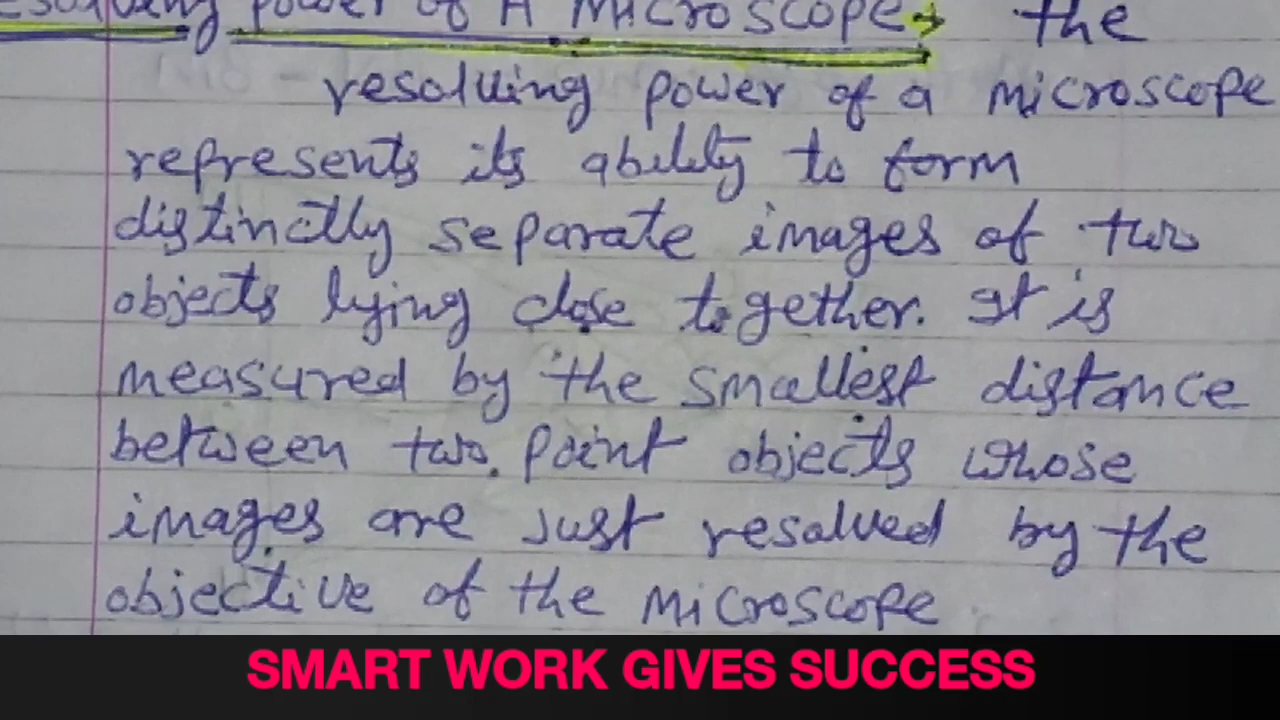 Resolving power of A Microscope → the
resolving power of a microscope
represents its ability to form
distinctly separate images of two
objects lying close together. It is
measured by the smallest distance
between two point objects whose
images are just resolved by the
objective of the microscope
SMART WORK GIVES SUCCESS